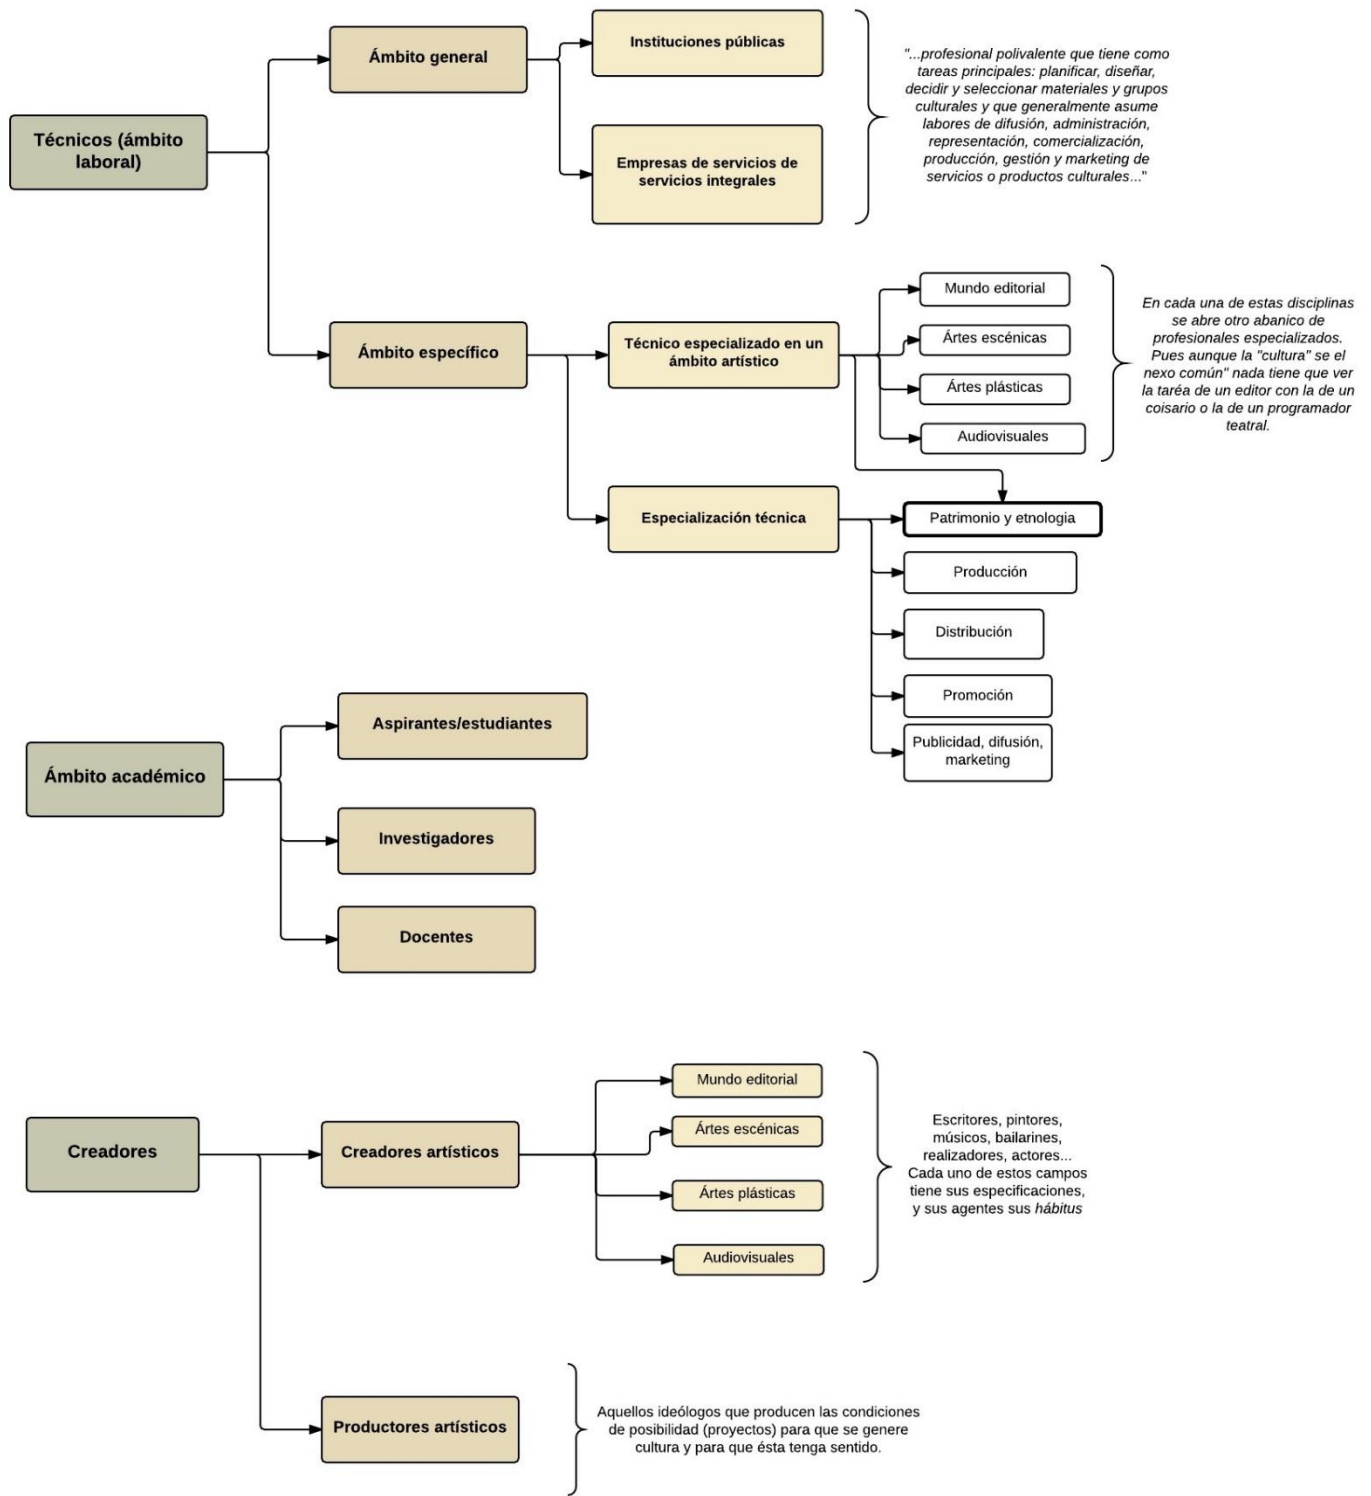 Técnicos (ámbito
laboral)
Ámbito general
Instituciones públicas
Empresas de servicios de
servicios integrales
"...profesional polivalente que tiene como
tareas principales: planificar, diseñar,
decidir y seleccionar materiales y grupos
culturales y que generalmente asume
labores de difusión, administración,
representación, comercialización,
producción, gestión y marketing de
servicios o productos culturales..."
Ámbito específico
Técnico especializado en un
ámbito artístico
Mundo editorial
Ártes escénicas
Ártes plásticas
Audiovisuales
En cada una de estas disciplinas
se abre otro abanico de
profesionales especializados.
Pues aunque la "cultura" se el
nexo común" nada tiene que ver
la taréa de un editor con la de un
coisario o la de un programador
teatral.
Especialización técnica
Patrimonio y etnologia
Producción
Distribución
Promoción
Publicidad, difusión,
marketing
Ámbito académico
Aspirantes/estudiantes
Investigadores
Docentes
Creadores
Creadores artísticos
Mundo editorial
Ártes escénicas
Ártes plásticas
Audiovisuales
Escritores, pintores,
músicos, bailarines,
realizadores, actores...
Cada uno de estos campos
tiene sus especificaciones,
y sus agentes sus hábitus
Productores artísticos
Aquellos ideólogos que producen las condiciones
de posibilidad (proyectos) para que se genere
cultura y para que ésta tenga sentido.